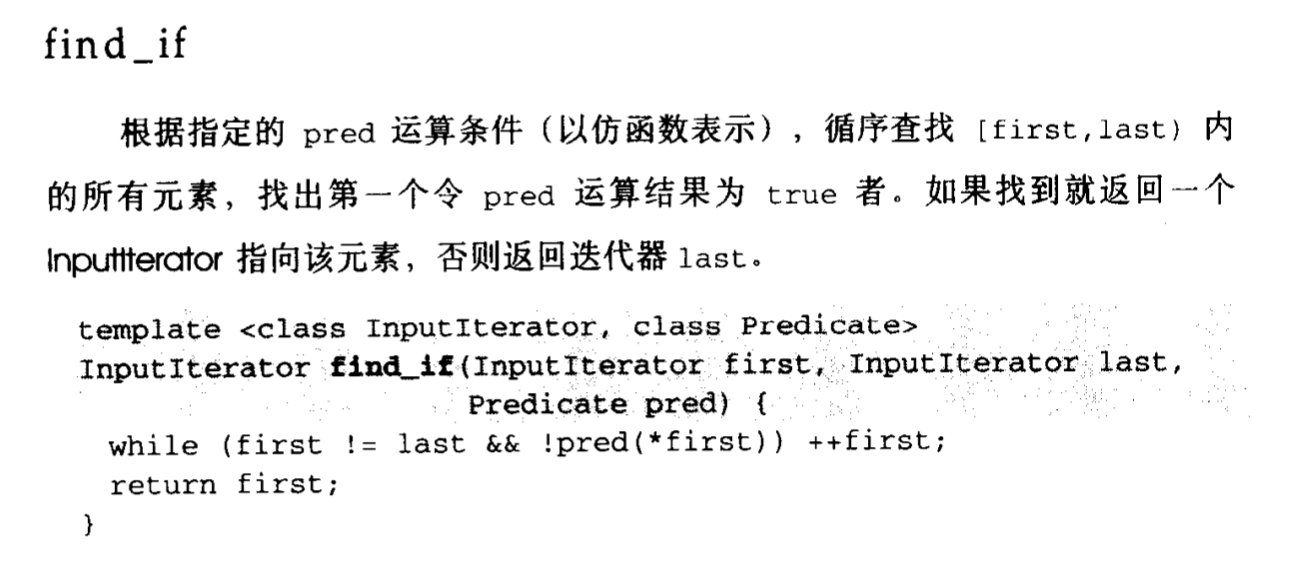 find_if
根据指定的 pred 运算条件（以仿函数表示），循序查找 [first,last) 内
的所有元素，找出第一个令 pred 运算结果为 true 者。如果找到就返回一个
InputIterator 指向该元素，否则返回迭代器 last。
template <class InputIterator, class Predicate>
InputIterator find_if(InputIterator first, InputIterator last,
Predicate pred) {
while (first != last && !pred(*first)) ++first;
return first;
}